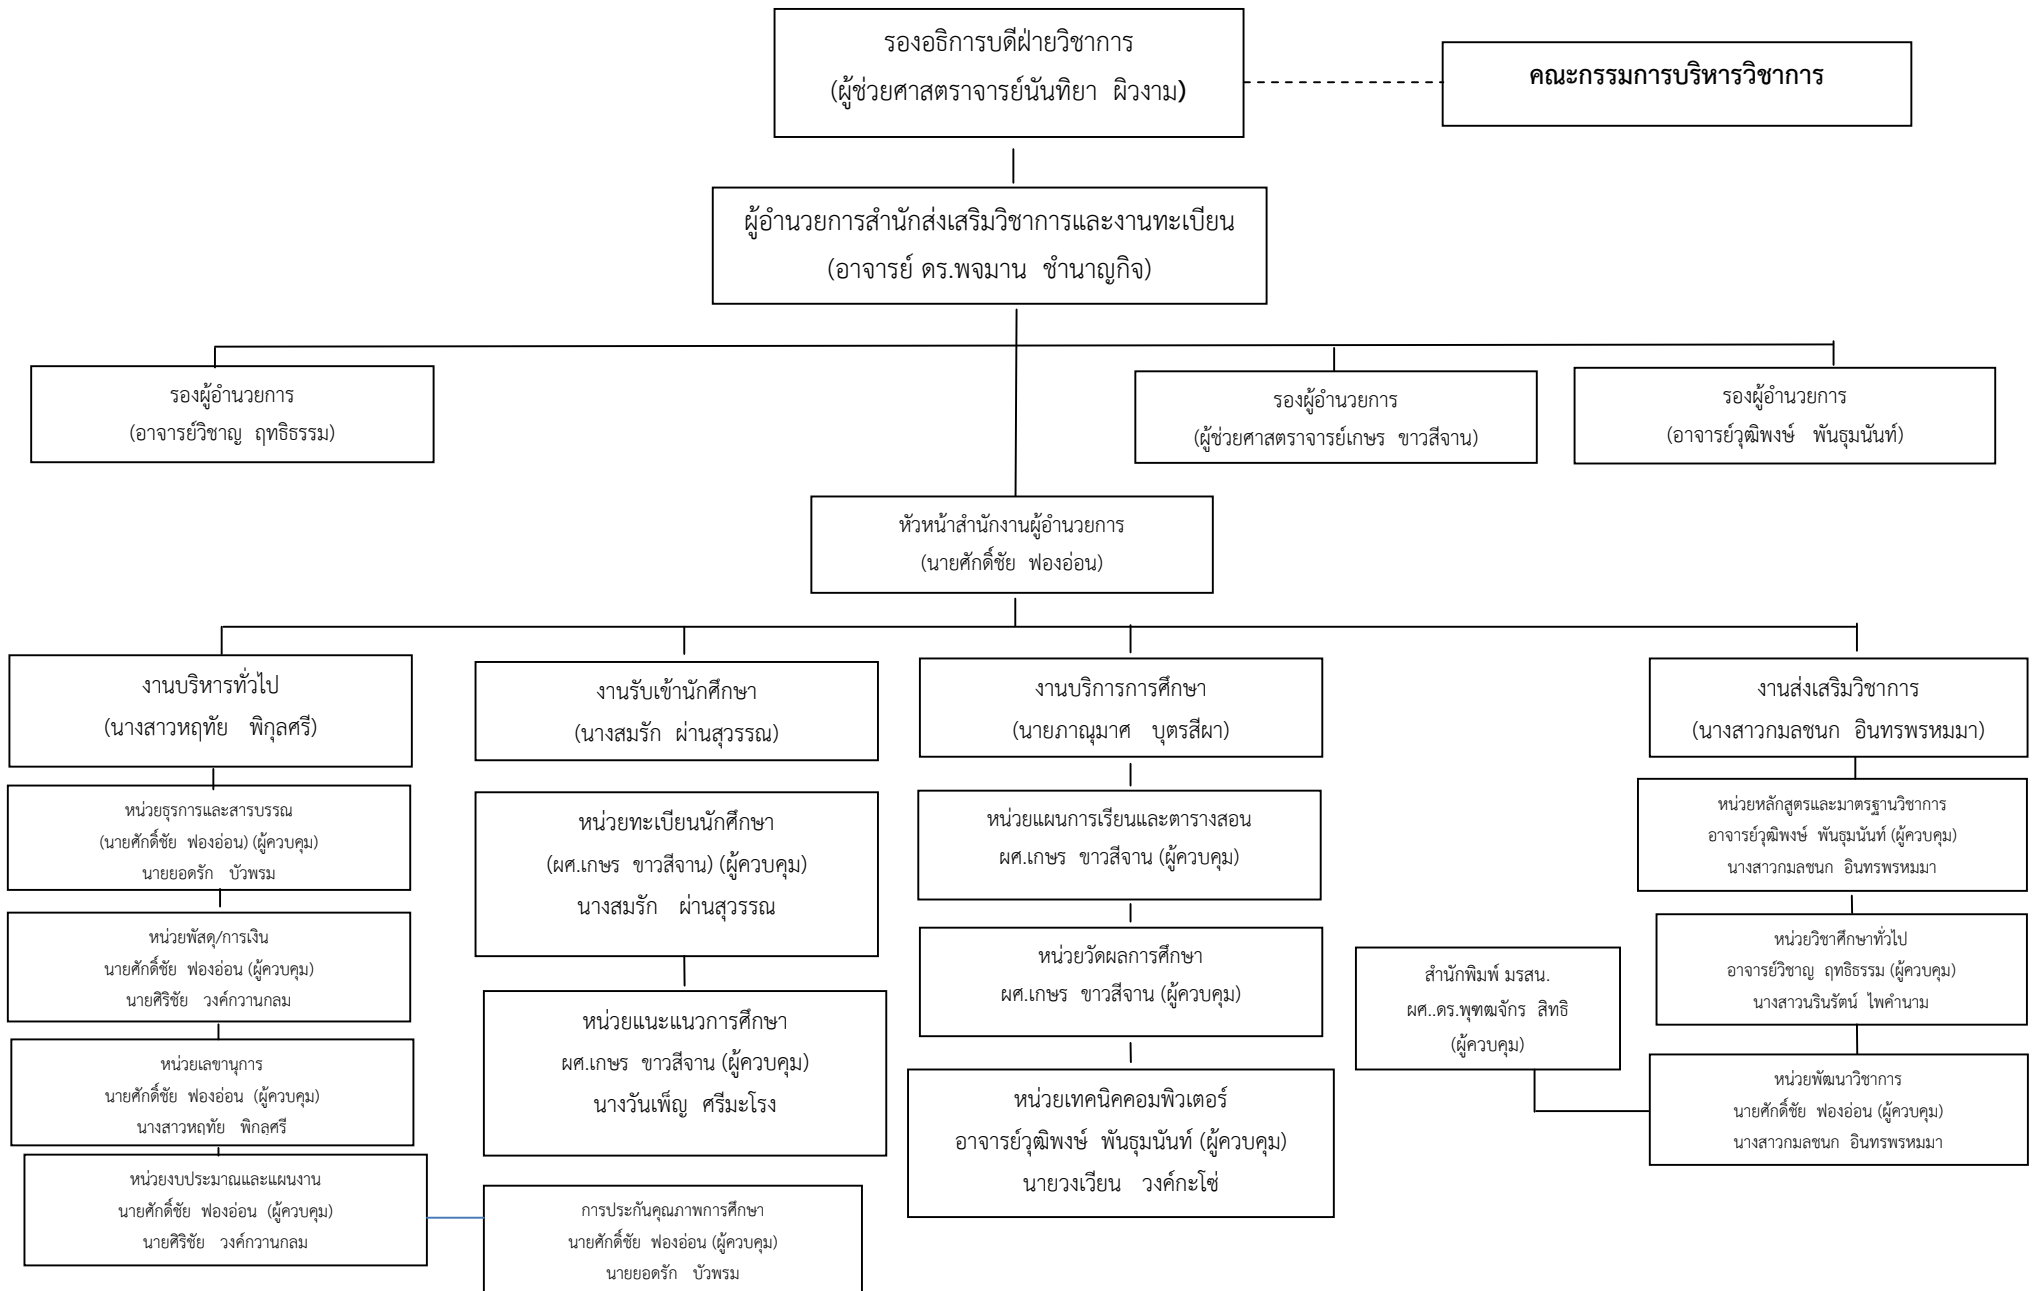 รองอธิการบดีฝ่ายวิชาการ
(ผู้ช่วยศาสตราจารย์นันทิยา ผิวงาม)
คณะกรรมการบริหารวิชาการ
ผู้อำนวยการสำนักส่งเสริมวิชาการและงานทะเบียน
(อาจารย์ ดร.พจมาน ชำนาญกิจ)
รองผู้อำนวยการ
(อาจารย์วิชาญ ฤทธิธรรม)
รองผู้อำนวยการ
(ผู้ช่วยศาสตราจารย์เกษร ขาวสีจาน)
รองผู้อำนวยการ
(อาจารย์วุฒิพงษ์ พันธุมนันท์)
หัวหน้าสำนักงานผู้อำนวยการ
(นายศักดิ์ชัย ฟองอ่อน)
งานบริหารทั่วไป
(นางสาวหฤทัย พิกุลศรี)
หน่วยธุรการและสารบรรณ
(นายศักดิ์ชัย ฟองอ่อน) (ผู้ควบคุม)
นายยอดรัก บัวพรม
หน่วยพัสดุ/การเงิน
นายศักดิ์ชัย ฟองอ่อน (ผู้ควบคุม)
นายศิริชัย วงค์กวานกลม
หน่วยเลขานุการ
นายศักดิ์ชัย ฟองอ่อน (ผู้ควบคุม)
นางสาวหฤทัย พิกุลศรี
หน่วยงบประมาณและแผนงาน
นายศักดิ์ชัย ฟองอ่อน (ผู้ควบคุม)
นายศิริชัย วงค์กวานกลม
งานรับเข้านักศึกษา
(นางสมรัก ผ่านสุวรรณ)
หน่วยทะเบียนนักศึกษา
(ผศ.เกษร ขาวสีจาน) (ผู้ควบคุม)
นางสมรัก ผ่านสุวรรณ
หน่วยแนะแนวการศึกษา
ผศ.เกษร ขาวสีจาน (ผู้ควบคุม)
นางวันเพ็ญ ศรีมะโรง
การประกันคุณภาพการศึกษา
นายศักดิ์ชัย ฟองอ่อน (ผู้ควบคุม)
นายยอดรัก บัวพรม
งานบริการการศึกษา
(นายภาณุมาศ บุตรสีผา)
หน่วยแผนการเรียนและตารางสอน
ผศ.เกษร ขาวสีจาน (ผู้ควบคุม)
หน่วยวัดผลการศึกษา
ผศ.เกษร ขาวสีจาน (ผู้ควบคุม)
หน่วยเทคนิคคอมพิวเตอร์
อาจารย์วุฒิพงษ์ พันธุมนันท์ (ผู้ควบคุม)
นายวงเวียน วงค์กะโซ่
งานส่งเสริมวิชาการ
(นางสาวกมลชนก อินทรพรหมมา)
หน่วยหลักสูตรและมาตรฐานวิชาการ
อาจารย์วุฒิพงษ์ พันธุมนันท์ (ผู้ควบคุม)
นางสาวกมลชนก อินทรพรหมมา
หน่วยวิชาศึกษาทั่วไป
อาจารย์วิชาญ ฤทธิธรรม (ผู้ควบคุม)
นางสาวนรินรัตน์ ไพคำนาม
สำนักพิมพ์ มรสน.
ผศ..ดร.พุฑฒจักร สิทธิ
(ผู้ควบคุม)
หน่วยพัฒนาวิชาการ
นายศักดิ์ชัย ฟองอ่อน (ผู้ควบคุม)
นางสาวกมลชนก อินทรพรหมมา